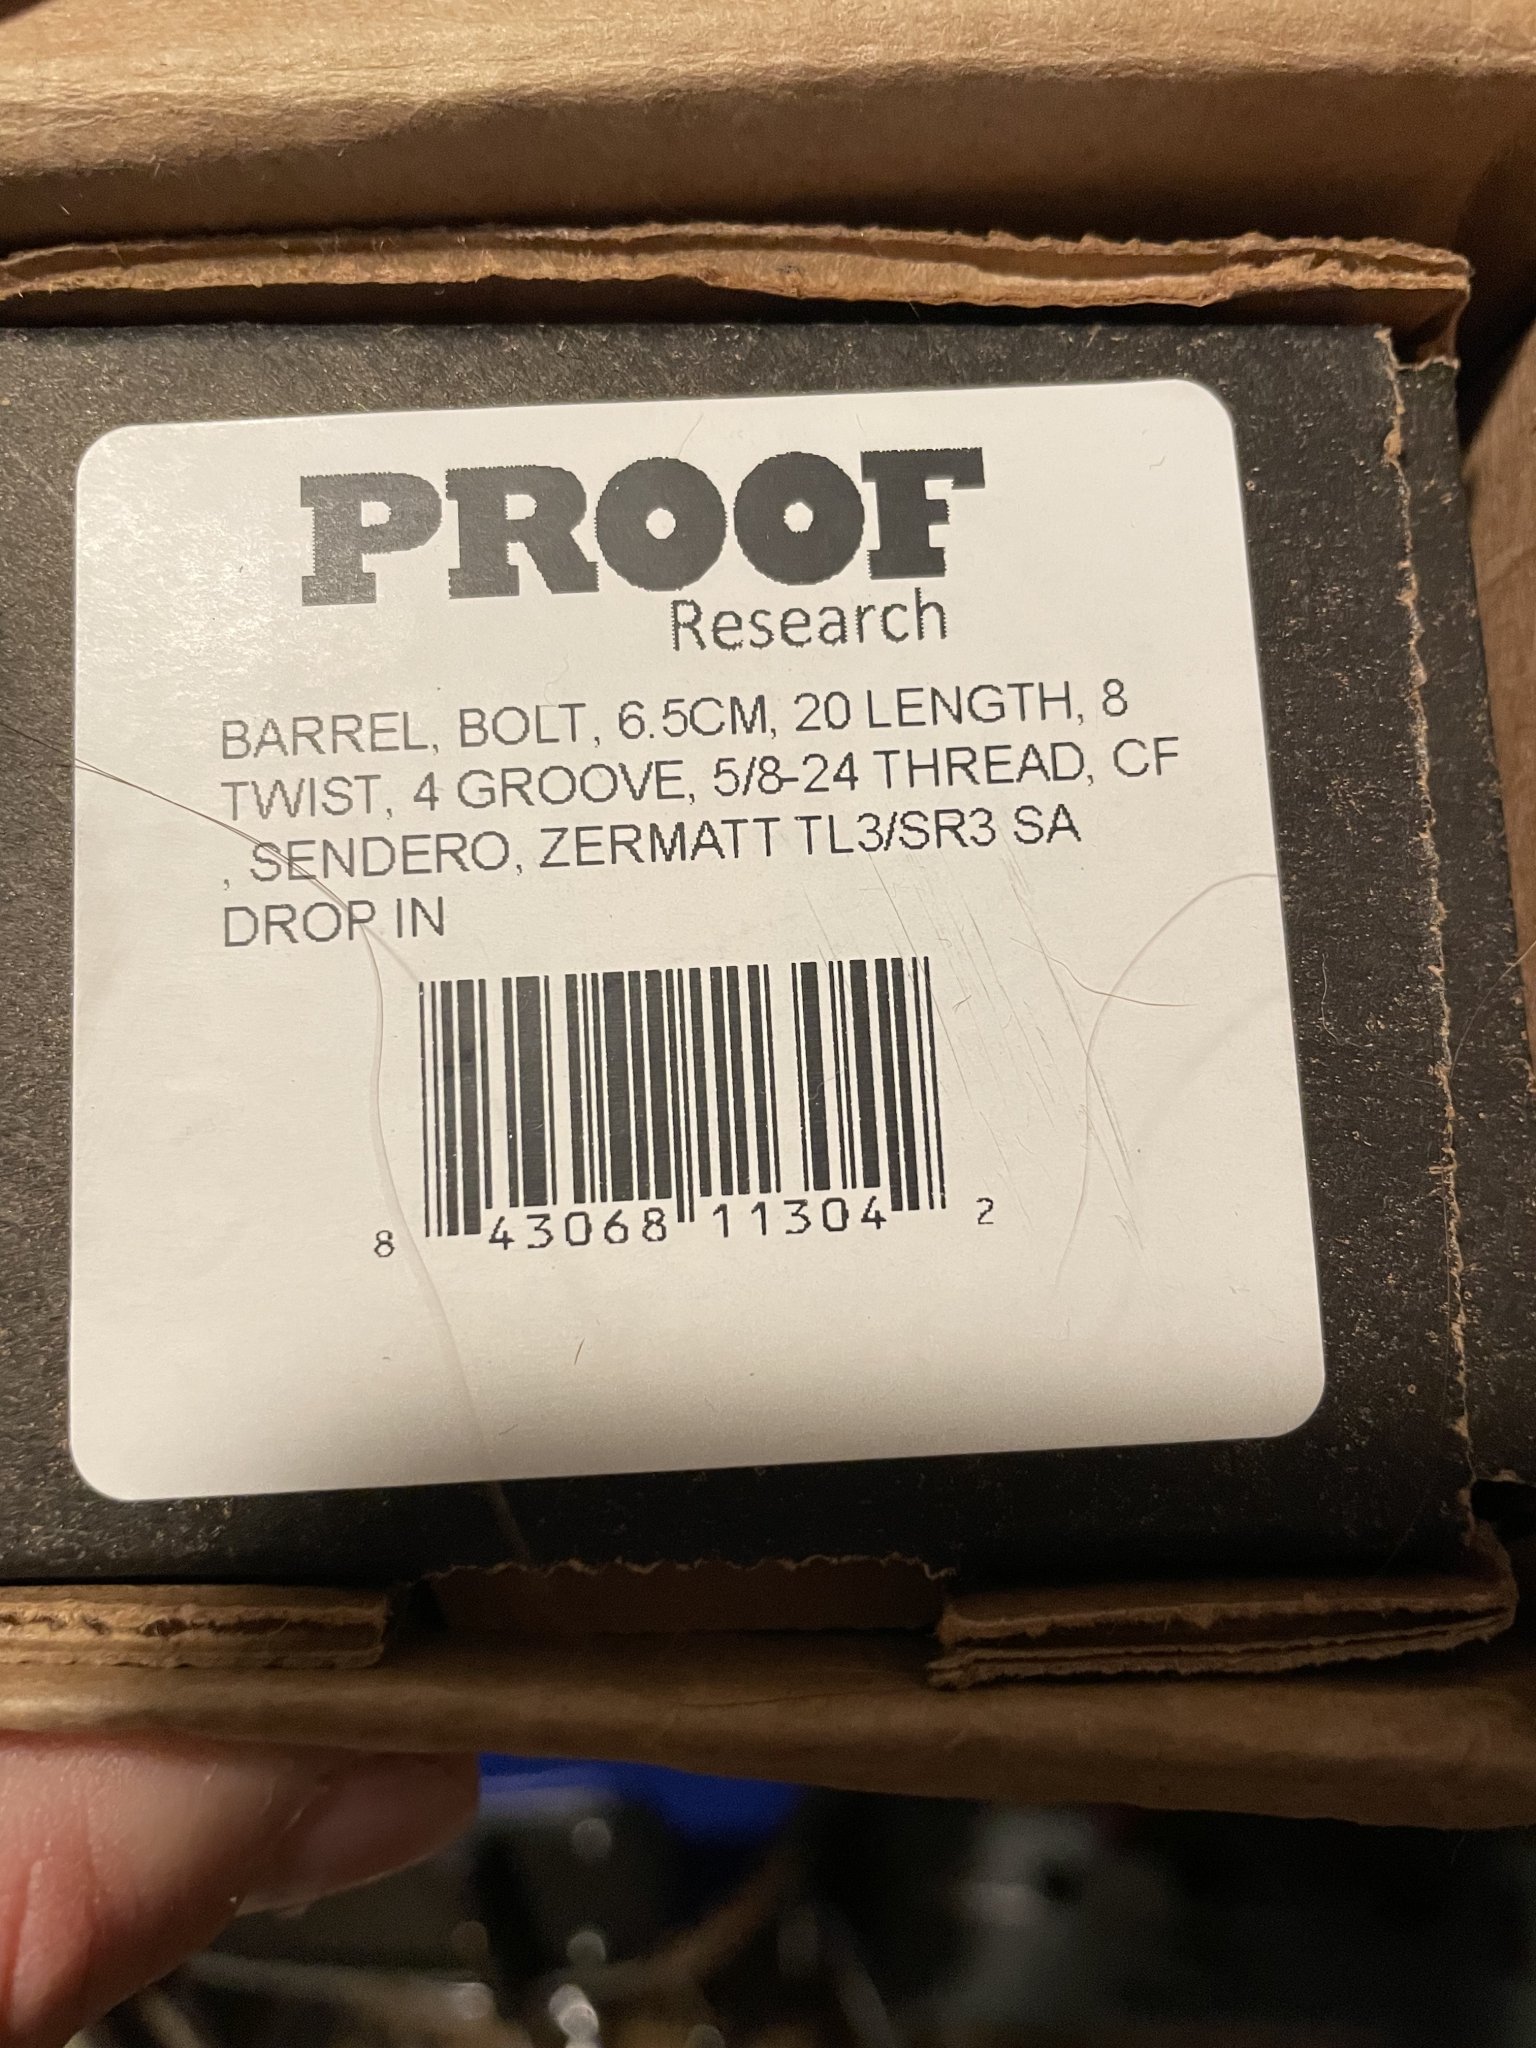 PROOF
Research
BARREL, BOLT, 6.5CM, 20 LENGTH, 8
TWIST, 4 GROOVE, 5/8-24 THREAD, CF
, SENDERO, ZERMATT TL3/SR3 SA
DROP IN
8 43068 11304 2